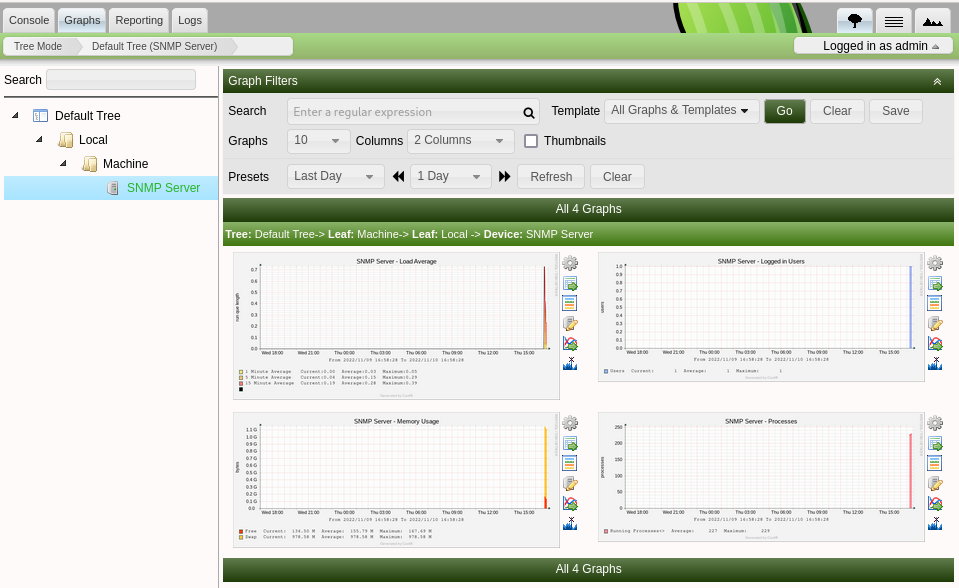 Console Graphs Reporting Logs
Tree Mode Default Tree (SNMP Server) Logged in as admin
Search
Default Tree
Local
Machine
SNMP Server
Graph Filters
Search Enter a regular expression Template All Graphs & Templates Go Clear Save
Graphs 10 Columns 2 Columns Thumbnails
Presets Last Day 1 Day Refresh Clear
All 4 Graphs
Tree: Default Tree-> Leaf: Machine-> Leaf: Local -> Device: SNMP Server
SNMP Server - Load Average
run que length
0.7
0.6
0.5
0.4
0.3
0.2
0.1
0.0
Wed 18:00 Wed 21:00 Thu 00:00 Thu 03:00 Thu 06:00 Thu 09:00 Thu 12:00 Thu 15:00
From 2022/11/09 16:58:28 To 2022/11/10 16:58:28
1 Minute Average Current:0.00 Average:0.03 Maximum:0.05
5 Minute Average Current:0.06 Average:0.15 Maximum:0.29
15 Minute Average Current:0.19 Average:0.28 Maximum:0.39
SNMP Server - Logged in Users
users
1.0
0.9
0.8
0.7
0.6
0.5
0.4
0.3
0.2
0.1
0.0
Wed 18:00 Wed 21:00 Thu 00:00 Thu 03:00 Thu 06:00 Thu 09:00 Thu 12:00 Thu 15:00
From 2022/11/09 16:58:28 To 2022/11/10 16:58:28
Users Current: 1 Average: 1 Maximum: 1
SNMP Server - Memory Usage
bytes
1.1 G
1.0 G
0.9 G
0.8 G
0.7 G
0.6 G
0.5 G
0.4 G
0.3 G
0.2 G
0.1 G
0.0
Wed 18:00 Wed 21:00 Thu 00:00 Thu 03:00 Thu 06:00 Thu 09:00 Thu 12:00 Thu 15:00
From 2022/11/09 16:58:28 To 2022/11/10 16:58:28
Free Current: 134.50 M Average: 155.79 M Maximum: 167.69 M
Swap Current: 978.58 M Average: 978.58 M Maximum: 978.58 M
SNMP Server - Processes
processes
250
200
150
100
50
0
Wed 18:00 Wed 21:00 Thu 00:00 Thu 03:00 Thu 06:00 Thu 09:00 Thu 12:00 Thu 15:00
From 2022/11/09 16:58:28 To 2022/11/10 16:58:28
Running Processes Average: 227 Maximum: 229
All 4 Graphs